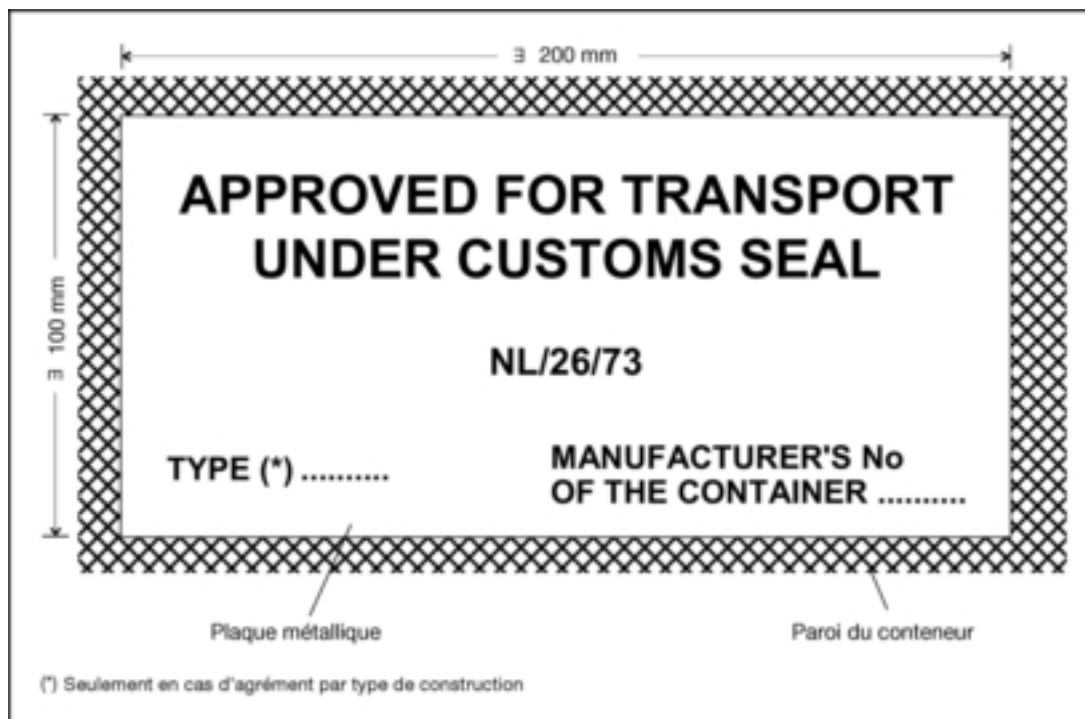 ∃ 200 mm
∃ 100 mm
APPROVED FOR TRANSPORT
UNDER CUSTOMS SEAL
NL/26/73
TYPE (*) ..........
MANUFACTURER'S No
OF THE CONTAINER ..........
Plaque métallique
Paroi du conteneur
(*) Seulement en cas d'agrément par type de construction